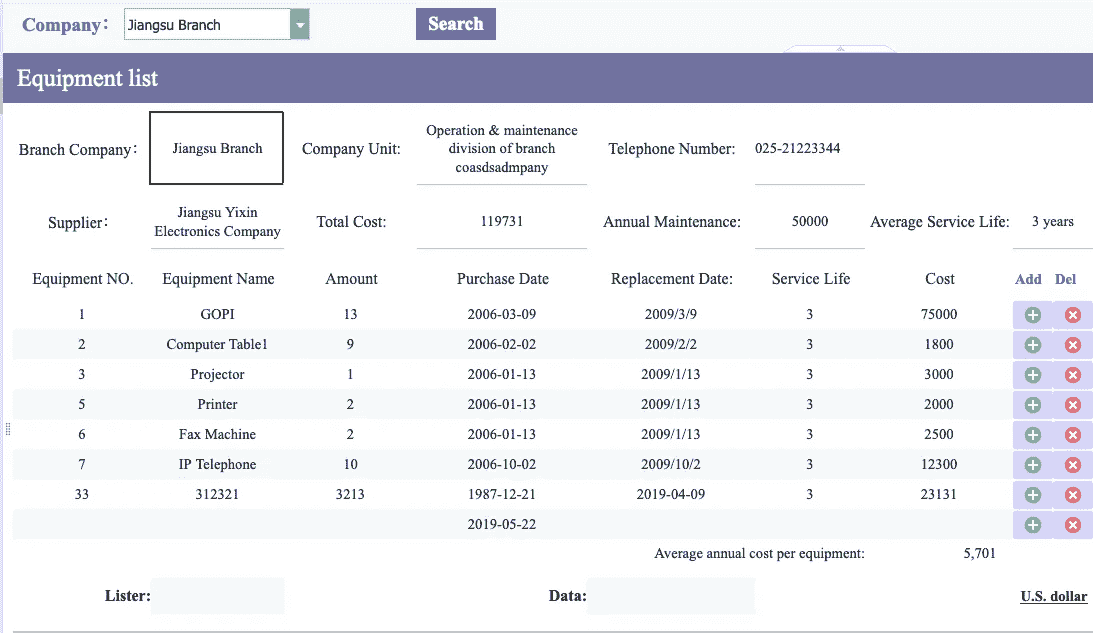 Company: Jiangsu Branch Search
Equipment list
Branch Company: Jiangsu Branch Company Unit: Operation & maintenance division of branch coasdsadmpany Telephone Number: 025-21223344
Supplier: Jiangsu Yixin Electronics Company Total Cost: 119731 Annual Maintenance: 50000 Average Service Life: 3 years
Equipment NO. Equipment Name Amount Purchase Date Replacement Date: Service Life Cost Add Del
1 GOPI 13 2006-03-09 2009/3/9 3 75000
2 Computer Table1 9 2006-02-02 2009/2/2 3 1800
3 Projector 1 2006-01-13 2009/1/13 3 3000
5 Printer 2 2006-01-13 2009/1/13 3 2000
6 Fax Machine 2 2006-01-13 2009/1/13 3 2500
7 IP Telephone 10 2006-10-02 2009/10/2 3 12300
33 312321 3213 1987-12-21 2019-04-09 3 23131
2019-05-22
Average annual cost per equipment: 5,701
Lister: Data: U.S. dollar